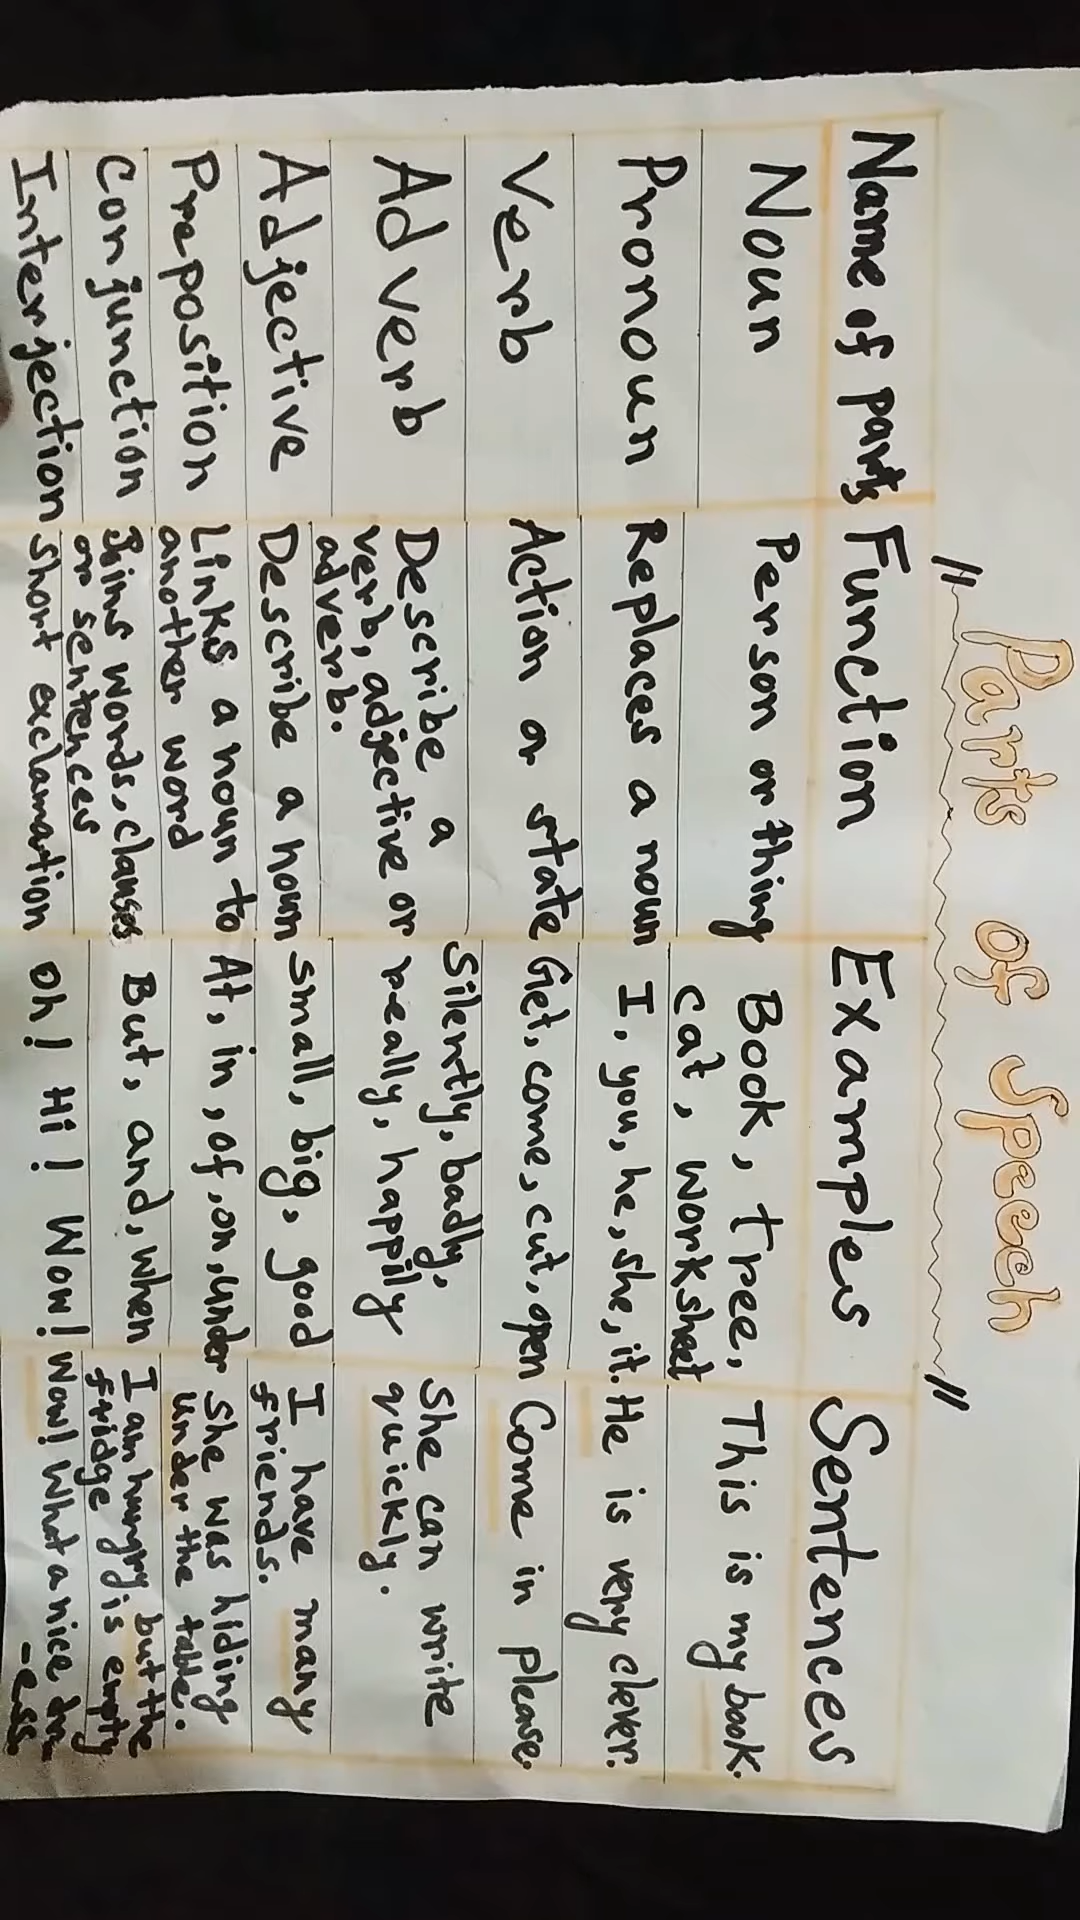 Parts of Speech
Name of parts Function Examples Sentences
Noun Person or thing Book, tree, This is my book.
cat, worksheet
Pronoun Replaces a noun I, you, he, she, it. He is very clever.
Verb Action or state Get, come, cut, open Come in please.
Adverb Describe a Silently, badly, She can write
verb, adjective or really, happily quickly.
adverb.
Adjective Describe a noun small, big, good I have many
friends.
Preposition Links a noun to At, in, of, on, under She was hiding
another word under the table.
Conjunction Joins words, clauses But, and, when I am hungry but the
or sentences fridge is empty
Interjection Short exclamation oh! Hi! Wow! Wow! What a nice dr-
-ess